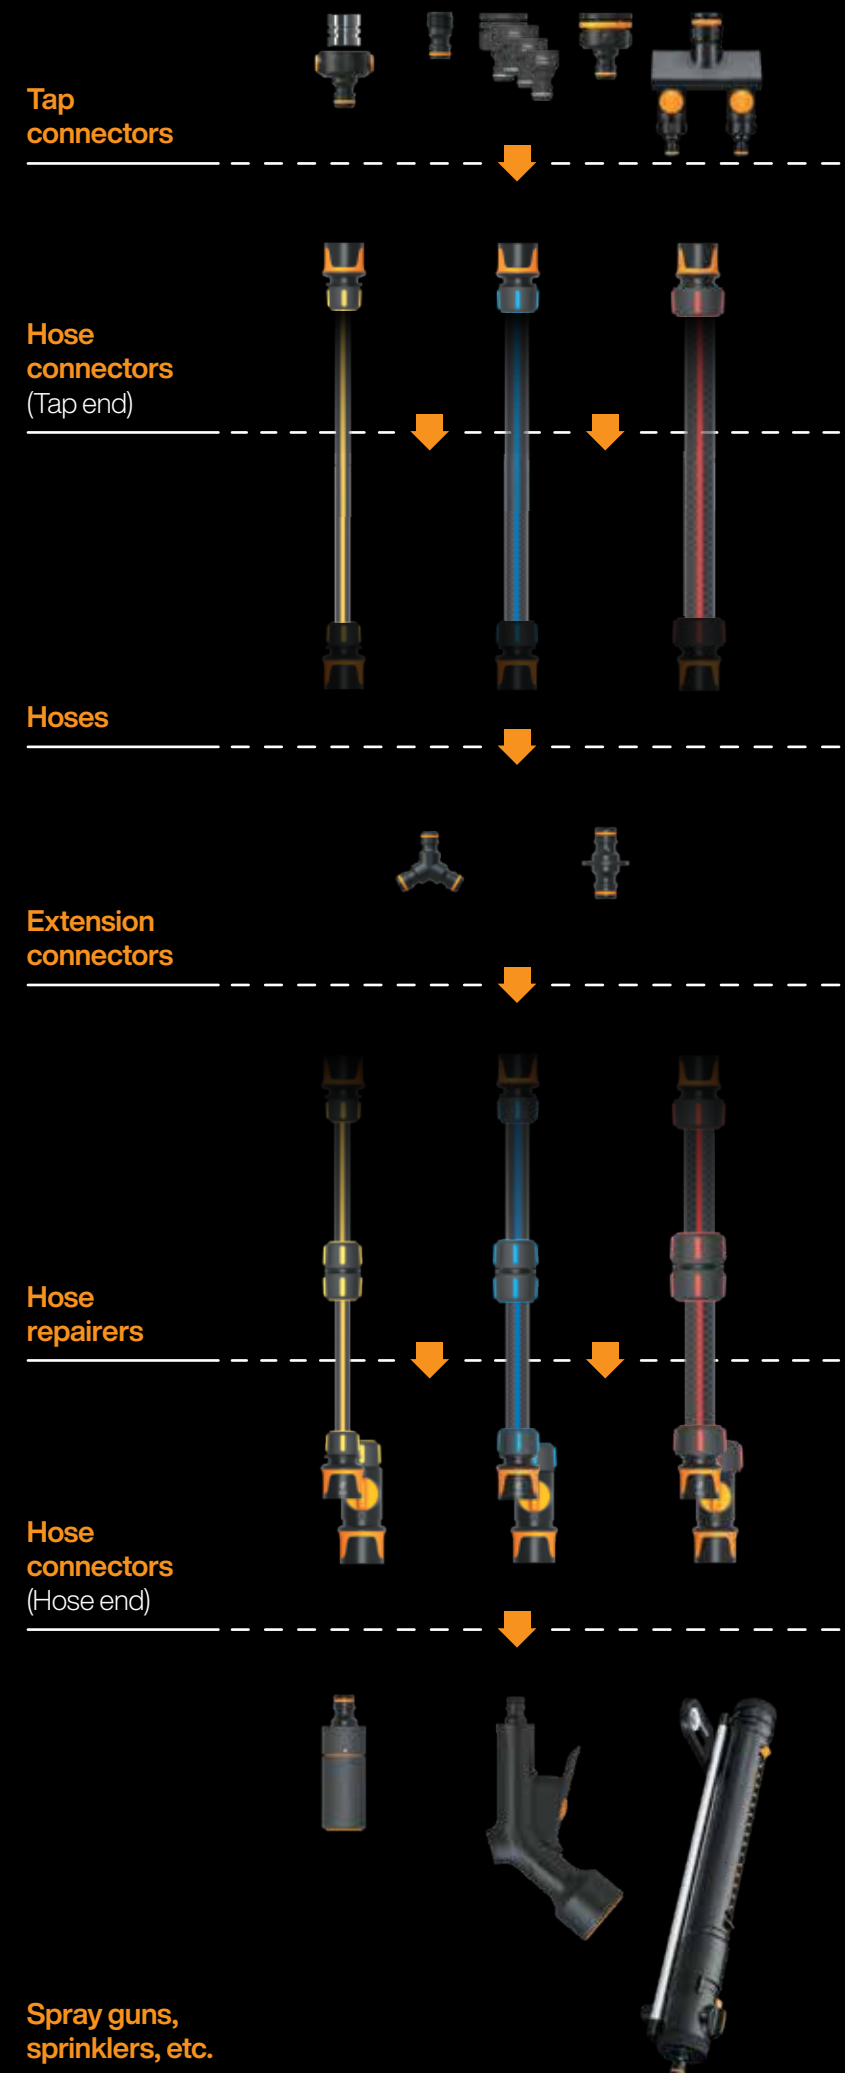 Tap
connectors
Hose
connectors
(Tap end)
Hoses
Extension
connectors
Hose
repairers
Hose
connectors
(Hose end)
Spray guns,
sprinklers, etc.